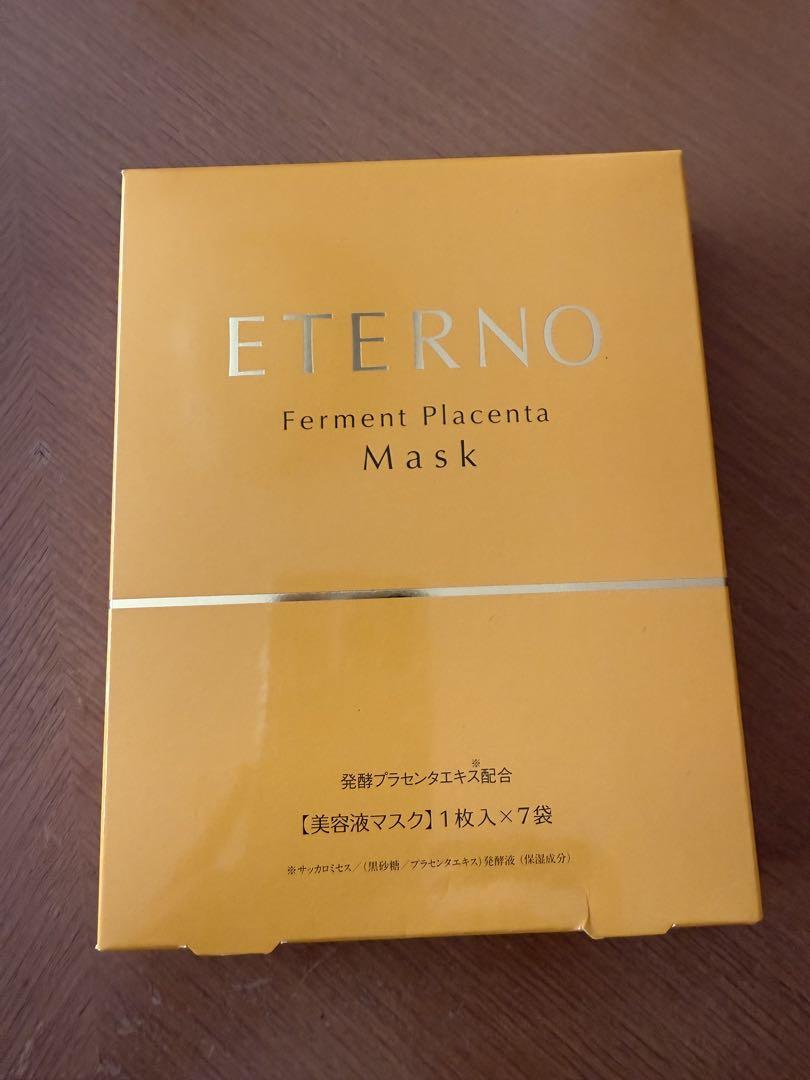 ETERNO
Ferment Placenta
Mask
発酵プラセンタエキス※配合
【美容液マスク】1枚入×7袋
※サッカロミセス／(黒砂糖／プラセンタエキス)発酵液 (保湿成分)